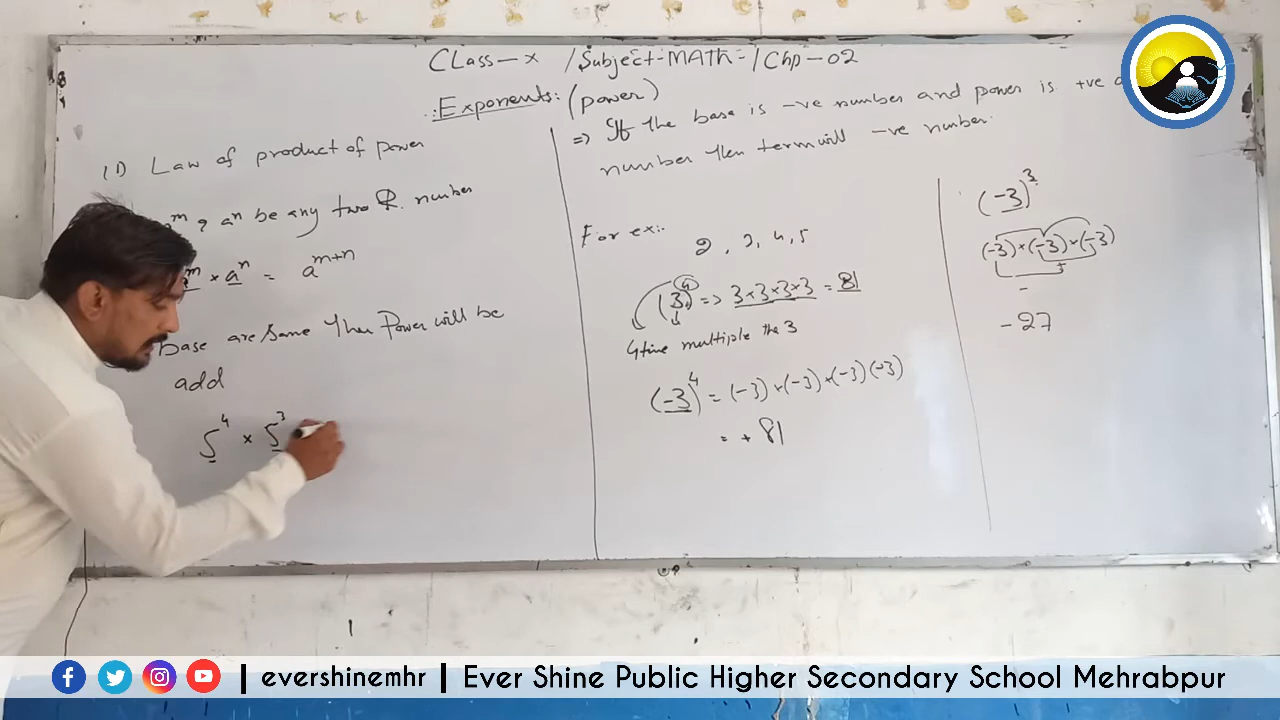 CLass-X /Subject-MATH-/Chp-02
Exponents: (power)
1) Law of product of power
a^m & a^n be any two R. number
a^m × a^n = a^{m+n}
base are same then Power will be
add
5^4 × 5^3
=> If the base is -ve number and power is +ve
number then term will -ve number.
For ex:.
2, 3, 4, 5
(3)^4 => 3×3×3×3 = 81
4 time multiple the 3
(-3)^4 = (-3)×(-3)×(-3)(-3)
= + 81
(-3)^3
(-3)×(-3)×(-3)
+
-
-27
| evershinemhr | Ever Shine Public Higher Secondary School Mehrabpur